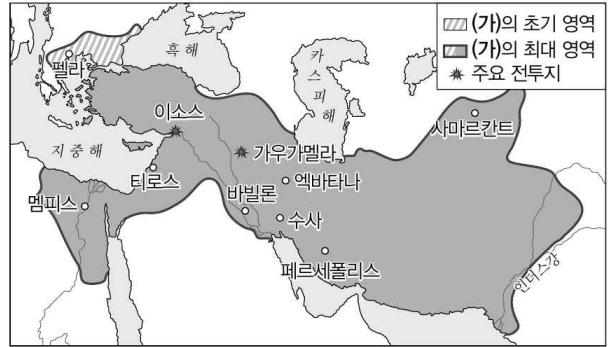 (가)의 초기 영역
(가)의 최대 영역
주요 전투지
흑해
카스피해
펠라
이소스
사마르칸트
지중해
가우가멜라
티로스
엑바타나
멤피스
바빌론
수사
페르세폴리스
인더스강